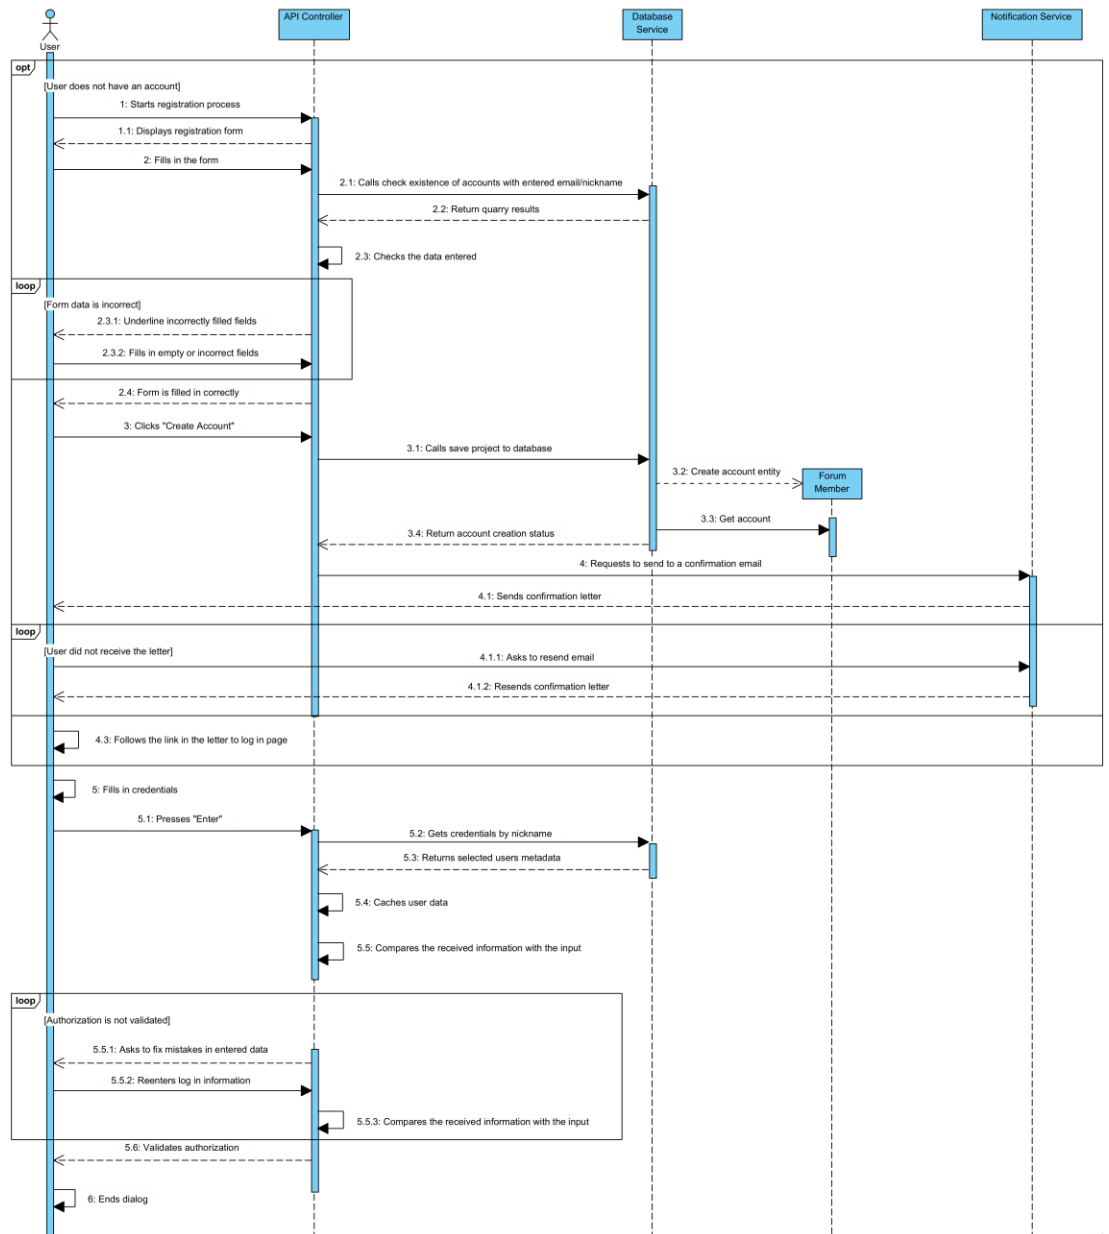 API Controller
Database
Service
Notification Service
User
opt
[User does not have an account]
1: Starts registration process
1.1: Displays registration form
2: Fills in the form
2.1: Calls check existence of accounts with entered email/nickname
2.2: Return quarry results
2.3: Checks the data entered
loop
[Form data is incorrect]
2.3.1: Underline incorrectly filled fields
2.3.2: Fills in empty or incorrect fields
2.4: Form is filled in correctly
3: Clicks "Create Account"
3.1: Calls save project to database
3.2: Create account entity
Forum
Member
3.3: Get account
3.4: Return account creation status
4: Requests to send to a confirmation email
4.1: Sends confirmation letter
loop
[User did not receive the letter]
4.1.1: Asks to resend email
4.1.2: Resends confirmation letter
4.3: Follows the link in the letter to log in page
5: Fills in credentials
5.1: Presses "Enter"
5.2: Gets credentials by nickname
5.3: Returns selected users metadata
5.4: Caches user data
5.5: Compares the received information with the input
loop
[Authorization is not validated]
5.5.1: Asks to fix mistakes in entered data
5.5.2: Reenters log in information
5.5.3: Compares the received information with the input
5.6: Validates authorization
6: Ends dialog